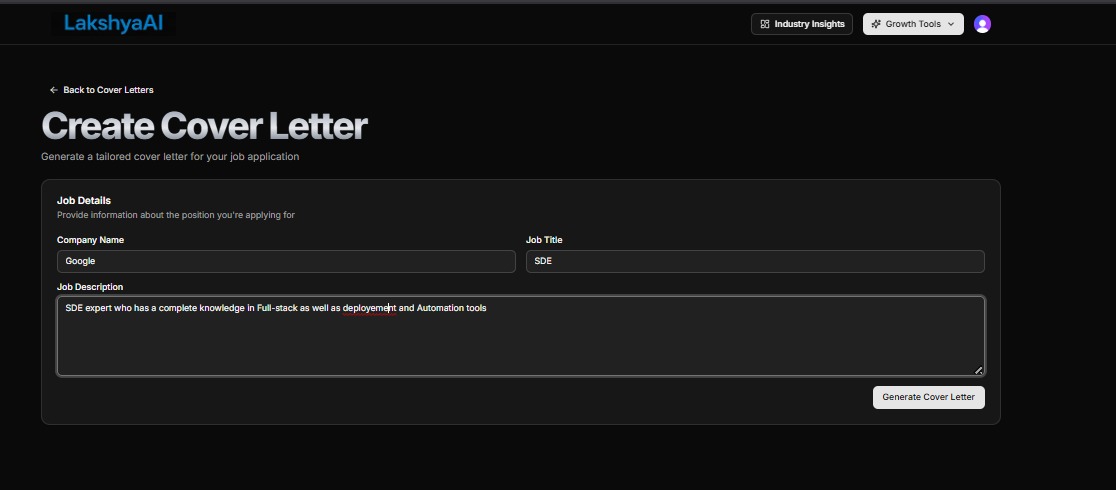 LakshyaAI
Industry Insights
Growth Tools
Back to Cover Letters
Create Cover Letter
Generate a tailored cover letter for your job application
Job Details
Provide information about the position you're applying for
Company Name
Job Title
Google
SDE
Job Description
SDE expert who has a complete knowledge in Full-stack as well as deployement and Automation tools
Generate Cover Letter